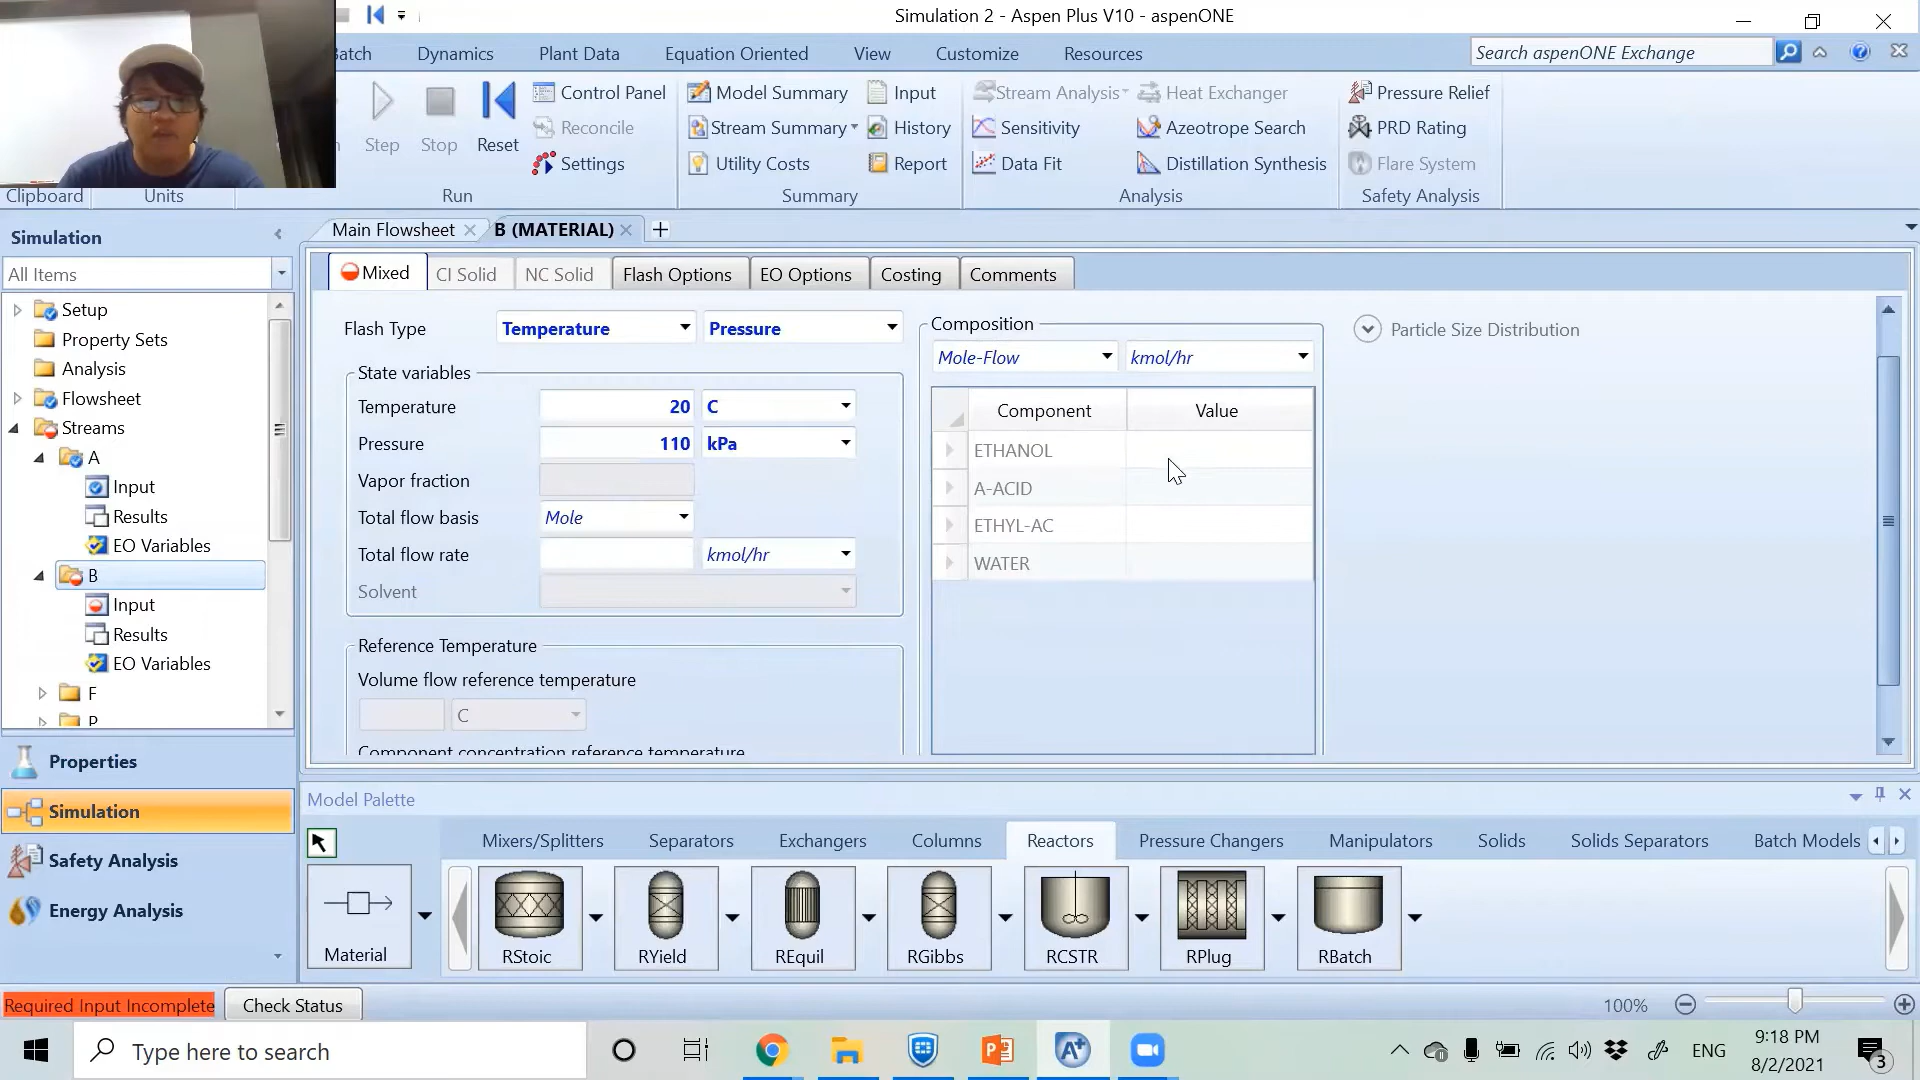 Simulation 2 - Aspen Plus V10 - aspenONE
Batch
Dynamics
Plant Data
Equation Oriented
View
Customize
Resources
Search aspenONE Exchange
Step
Stop
Reset
Control Panel
Reconcile
Settings
Model Summary
Stream Summary
Utility Costs
Input
History
Report
Stream Analysis
Sensitivity
Data Fit
Heat Exchanger
Azeotrope Search
Distillation Synthesis
Pressure Relief
PRD Rating
Flare System
Clipboard
Units
Run
Summary
Analysis
Safety Analysis
Simulation
All Items
Setup
Property Sets
Analysis
Flowsheet
Streams
A
Input
Results
EO Variables
B
Input
Results
EO Variables
F
Properties
Simulation
Safety Analysis
Energy Analysis
Main Flowsheet
B (MATERIAL)
Mixed
CI Solid
NC Solid
Flash Options
EO Options
Costing
Comments
Flash Type
Temperature
Pressure
State variables
Temperature 20 C
Pressure 110 kPa
Vapor fraction
Total flow basis Mole
Total flow rate kmol/hr
Solvent
Reference Temperature
Volume flow reference temperature
C
Component concentration reference temperature
Composition
Mole-Flow kmol/hr
Component Value
ETHANOL
A-ACID
ETHYL-AC
WATER
Particle Size Distribution
Model Palette
Mixers/Splitters
Separators
Exchangers
Columns
Reactors
Pressure Changers
Manipulators
Solids
Solids Separators
Batch Models
Material
RStoic
RYield
REquil
RGibbs
RCSTR
RPlug
RBatch
Required Input Incomplete
Check Status
100%
Type here to search
ENG
9:18 PM
8/2/2021
3